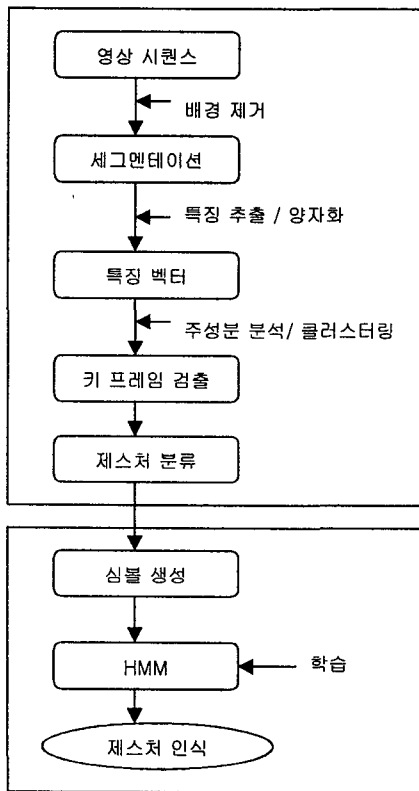 영상 시퀀스
배경 제거
세그멘테이션
특징 추출 / 양자화
특징 벡터
주성분 분석/ 클러스터링
키 프레임 검출
제스처 분류
심볼 생성
HMM
학습
제스처 인식